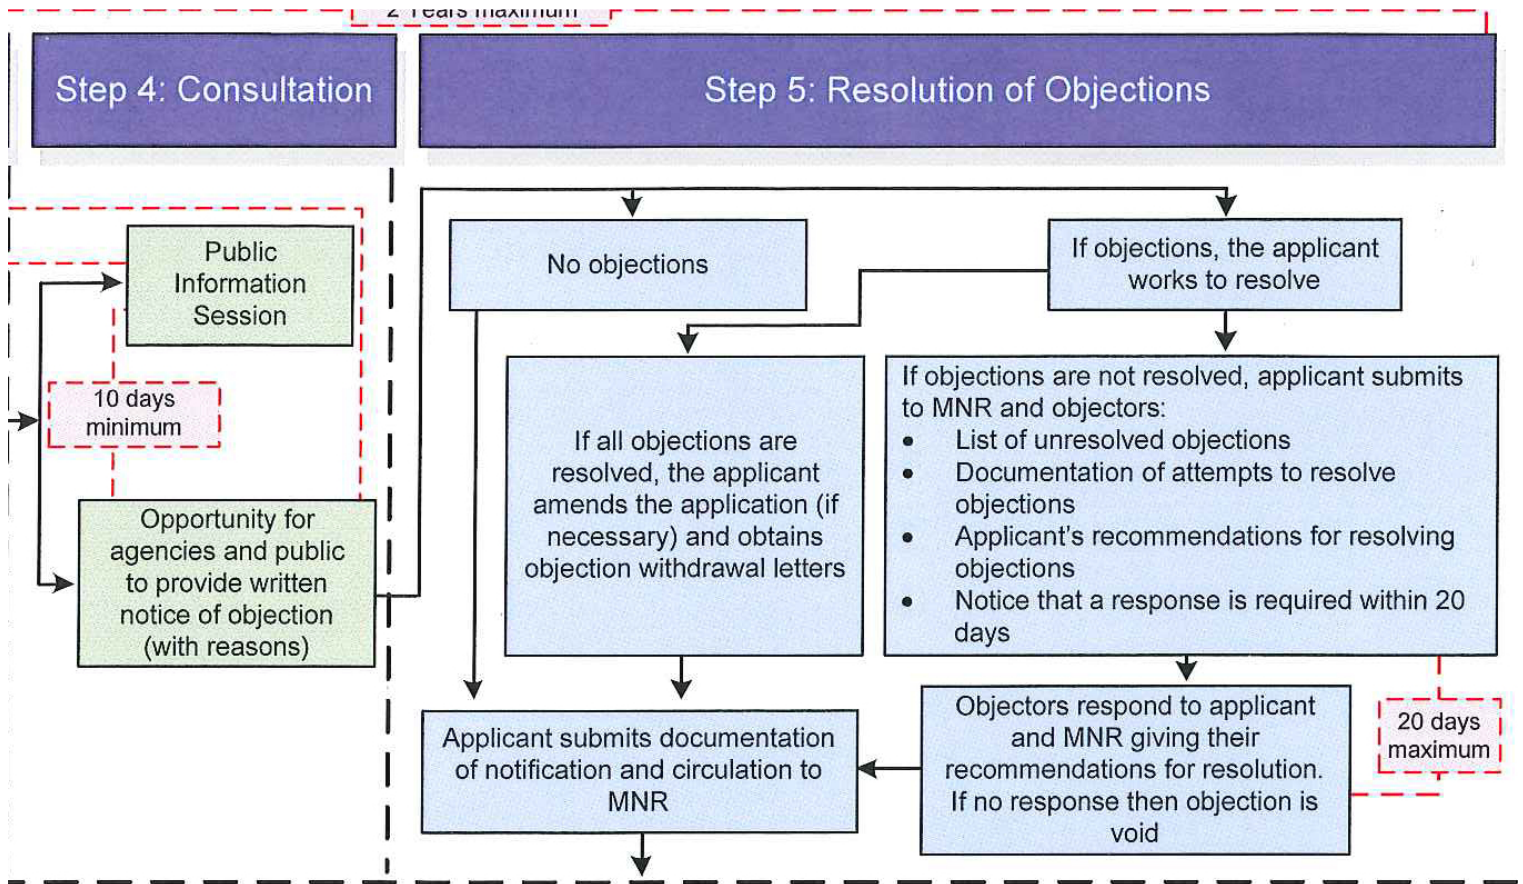 2 Years maximum
Step 4: Consultation
Step 5: Resolution of Objections
Public
Information
Session
10 days
minimum
Opportunity for
agencies and public
to provide written
notice of objection
(with reasons)
No objections
If objections, the applicant
works to resolve
If all objections are
resolved, the applicant
amends the application (if
necessary) and obtains
objection withdrawal letters
If objections are not resolved, applicant submits
to MNR and objectors:
• List of unresolved objections
• Documentation of attempts to resolve
objections
• Applicant's recommendations for resolving
objections
• Notice that a response is required within 20
days
Applicant submits documentation
of notification and circulation to
MNR
Objectors respond to applicant
and MNR giving their
recommendations for resolution.
If no response then objection is
void
20 days
maximum